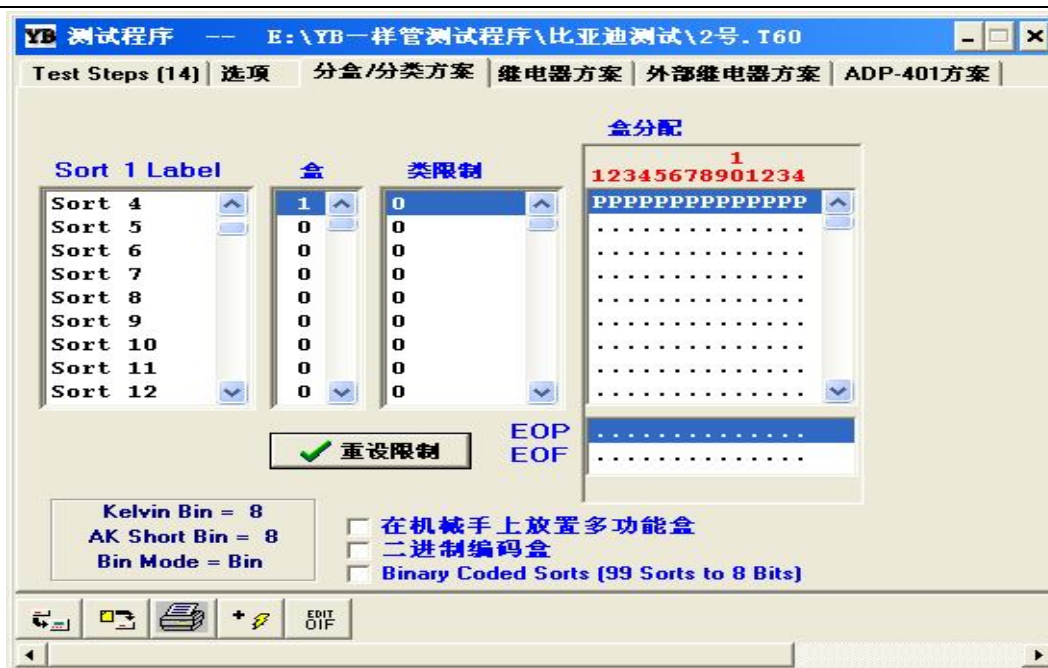 YB 测试程序 -- E:\YB一样管测试程序\比亚迪测试\2号.T60
Test Steps (14) 选项 分盒/分类方案 继电器方案 外部继电器方案 ADP-401方案
盒分配
Sort 1 Label 盒 类限制
1
12345678901234
Sort 4 1 0 PPPPPPPPPPPPPP
Sort 5 0 0 ..............
Sort 6 0 0 ..............
Sort 7 0 0 ..............
Sort 8 0 0 ..............
Sort 9 0 0 ..............
Sort 10 0 0 ..............
Sort 11 0 0 ..............
Sort 12 0 0 ..............
重设限制
EOP ..............
EOF ..............
Kelvin Bin = 8
AK Short Bin = 8
Bin Mode = Bin
在机械手上放置多功能盒
二进制编码盒
Binary Coded Sorts (99 Sorts to 8 Bits)
EDIT
OIF